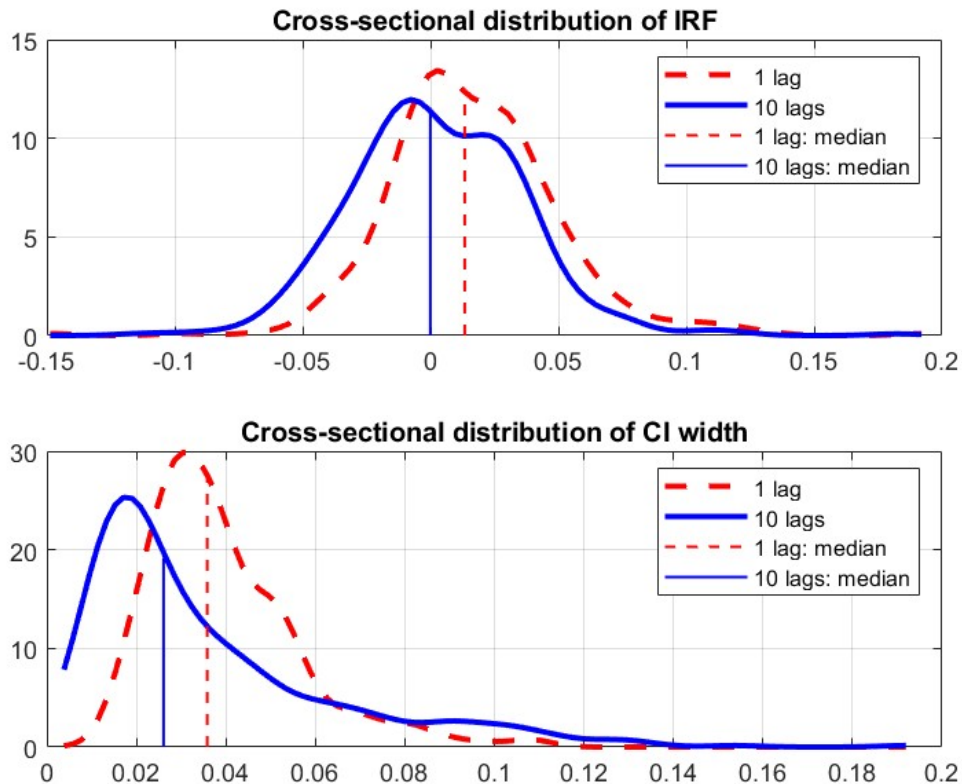 Cross-sectional distribution of IRF
15
10
5
0
1 lag
10 lags
1 lag: median
10 lags: median
-0.15 -0.1 -0.05 0 0.05 0.1 0.15 0.2
Cross-sectional distribution of CI width
30
20
10
0
1 lag
10 lags
1 lag: median
10 lags: median
0 0.02 0.04 0.06 0.08 0.1 0.12 0.14 0.16 0.18 0.2